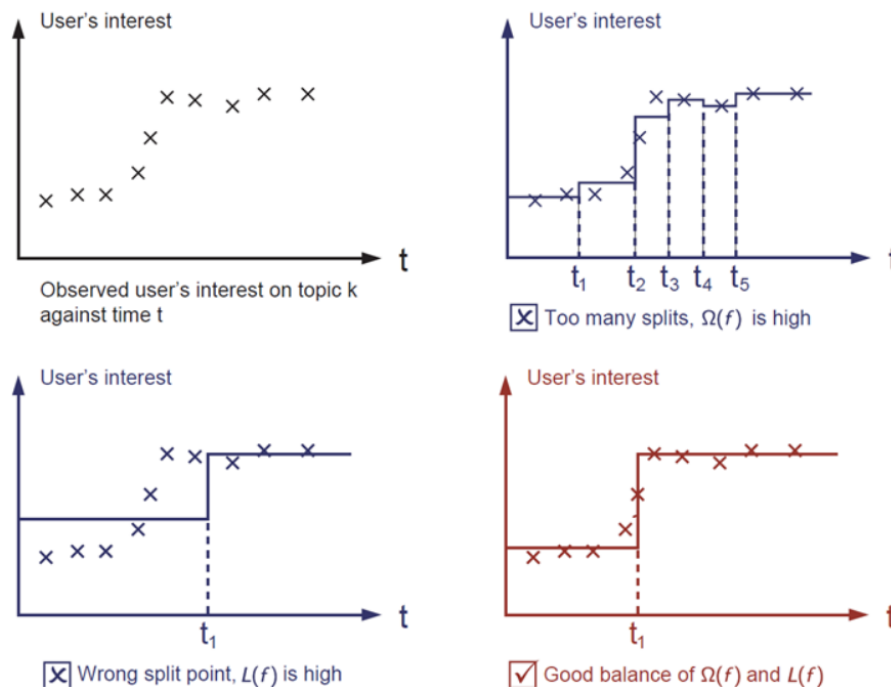 User's interest
t
Observed user's interest on topic k
against time t
User's interest
t₁ t₂ t₃ t₄ t₅
t
☒ Too many splits, Ω(f) is high
User's interest
t
t₁
☒ Wrong split point, L(f) is high
User's interest
t
t₁
☑ Good balance of Ω(f) and L(f)